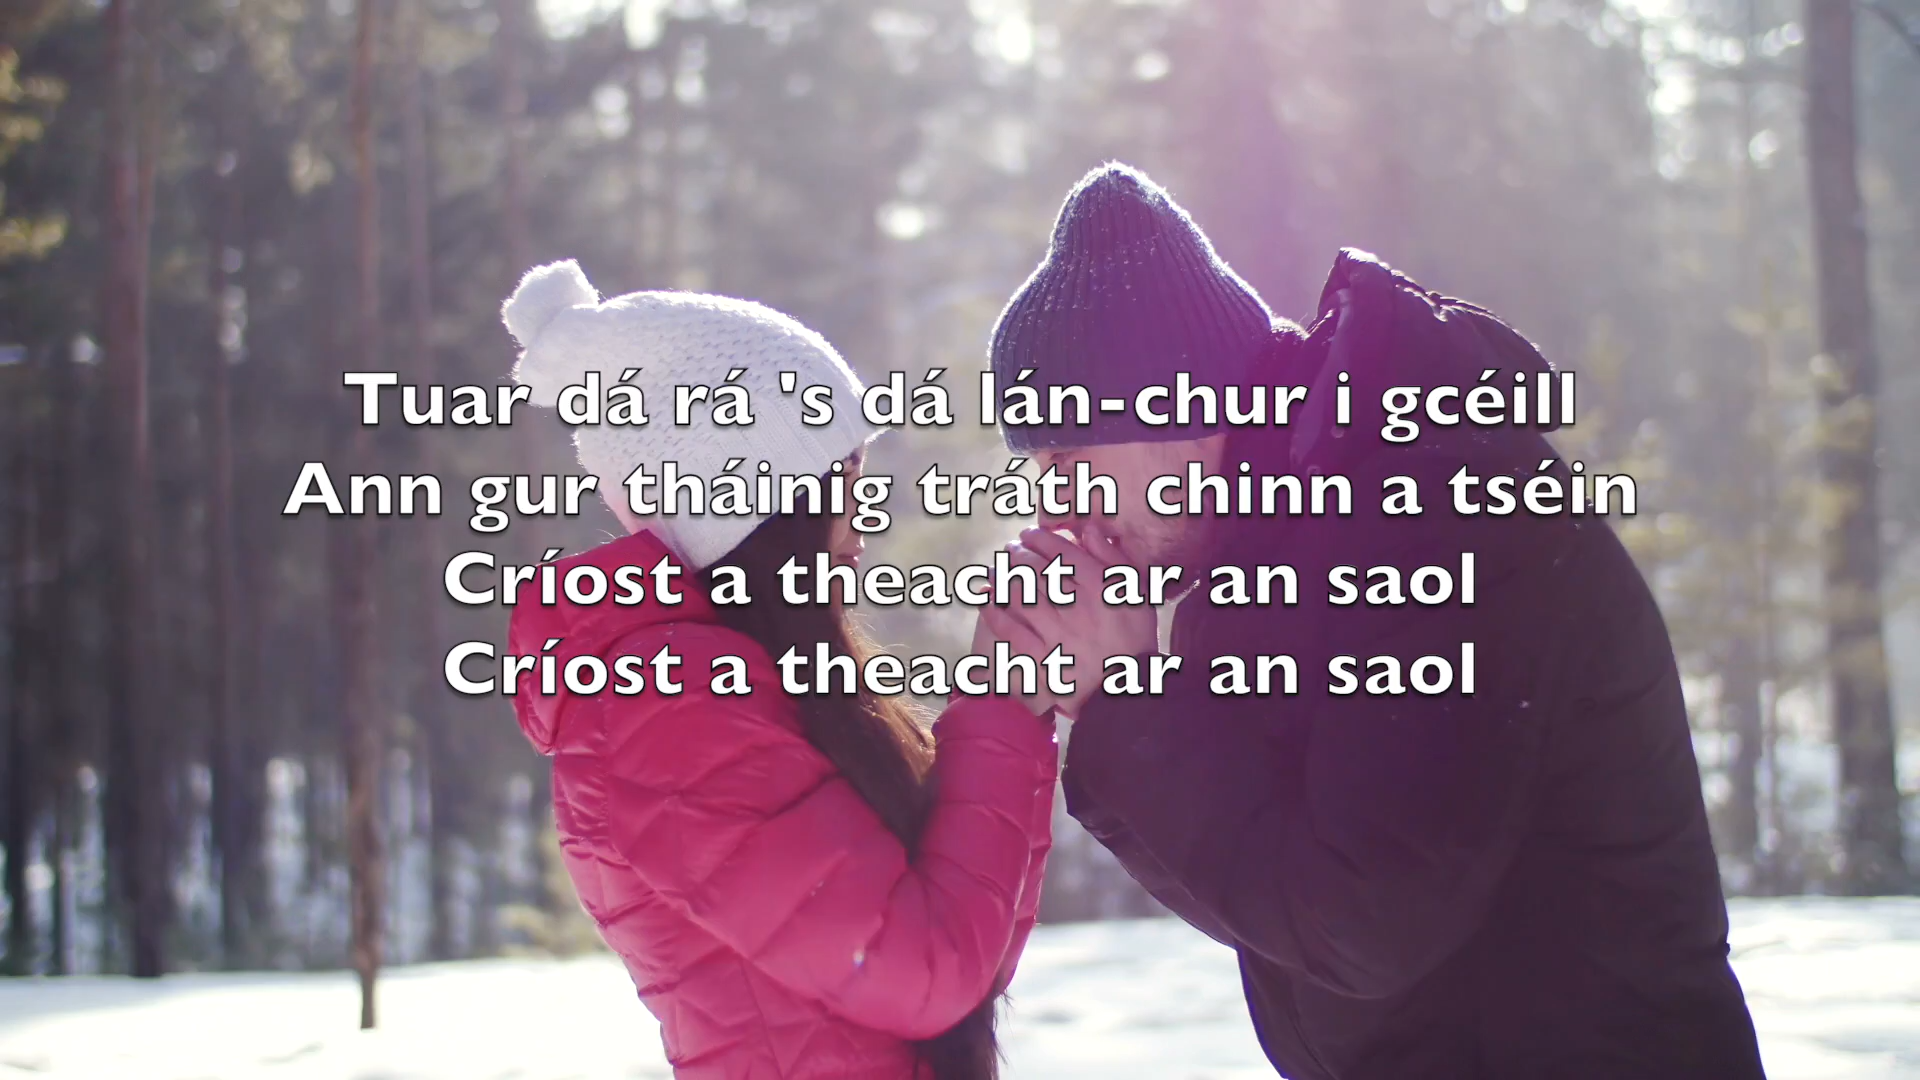 Tuar dá rá 's dá lán-chur i gcéill
Ann gur tháinig tráth chinn a tséin
Críost a theacht ar an saol
Críost a theacht ar an saol